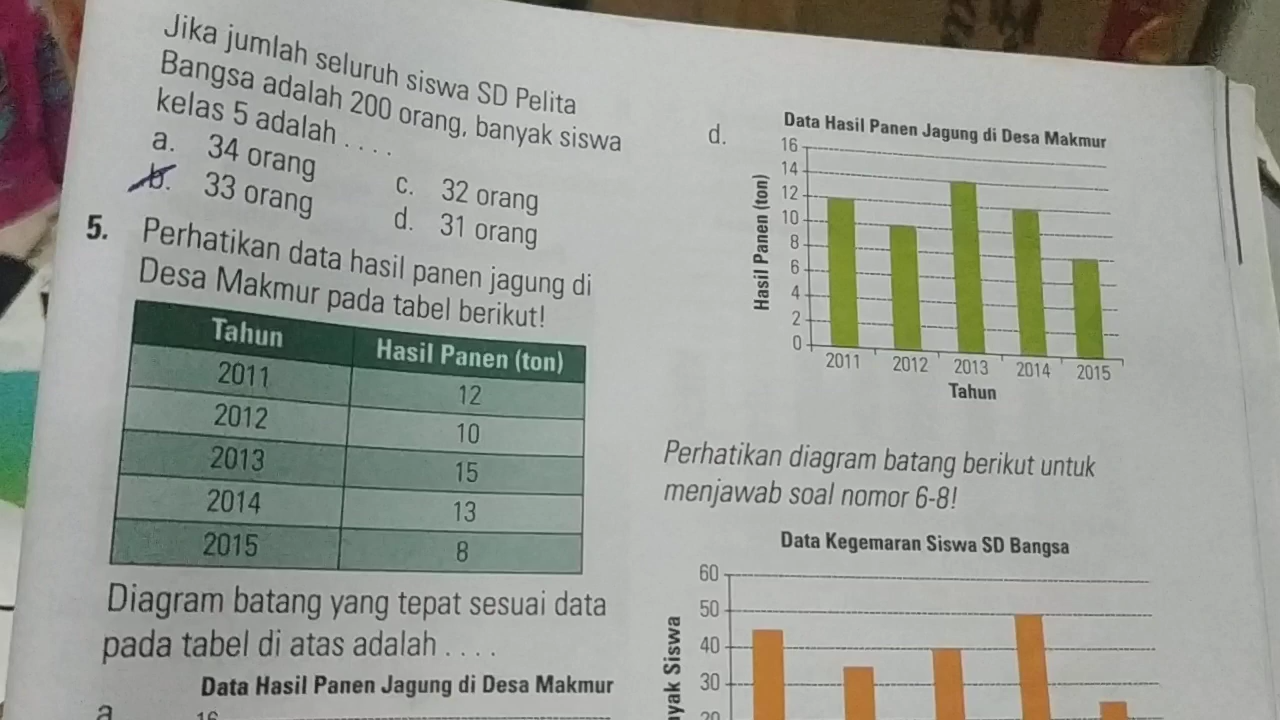 Jika jumlah seluruh siswa SD Pelita
Bangsa adalah 200 orang, banyak siswa
kelas 5 adalah . . . .
a. 34 orang
b. 33 orang
c. 32 orang
d. 31 orang
5. Perhatikan data hasil panen jagung di
Desa Makmur pada tabel berikut!
Tahun Hasil Panen (ton)
2011 12
2012 10
2013 15
2014 13
2015 8
Diagram batang yang tepat sesuai data
pada tabel di atas adalah . . . .
Data Hasil Panen Jagung di Desa Makmur
a
16
d.
Data Hasil Panen Jagung di Desa Makmur
Hasil Panen (ton)
16
14
12
10
8
6
4
2
0
2011 2012 2013 2014 2015
Tahun
Perhatikan diagram batang berikut untuk
menjawab soal nomor 6-8!
Data Kegemaran Siswa SD Bangsa
yak Siswa
60
50
40
30
20